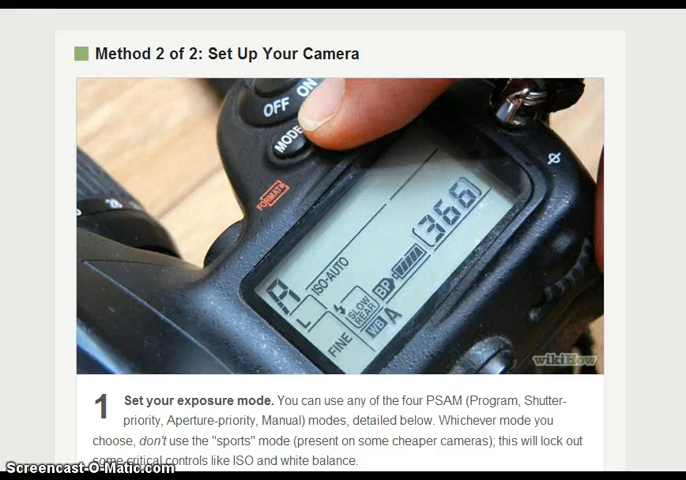 Method 2 of 2: Set Up Your Camera
OFF ON
MODE
FORMAT
[366]
A ISO-AUTO
BP
L
SLOW
REAR
FINE
WB A
wikiHow
1 Set your exposure mode. You can use any of the four PSAM (Program, Shutter-
priority, Aperture-priority, Manual) modes, detailed below. Whichever mode you
choose, don't use the "sports" mode (present on some cheaper cameras); this will lock out
some critical controls like ISO and white balance.
Screencast-O-Matic.com